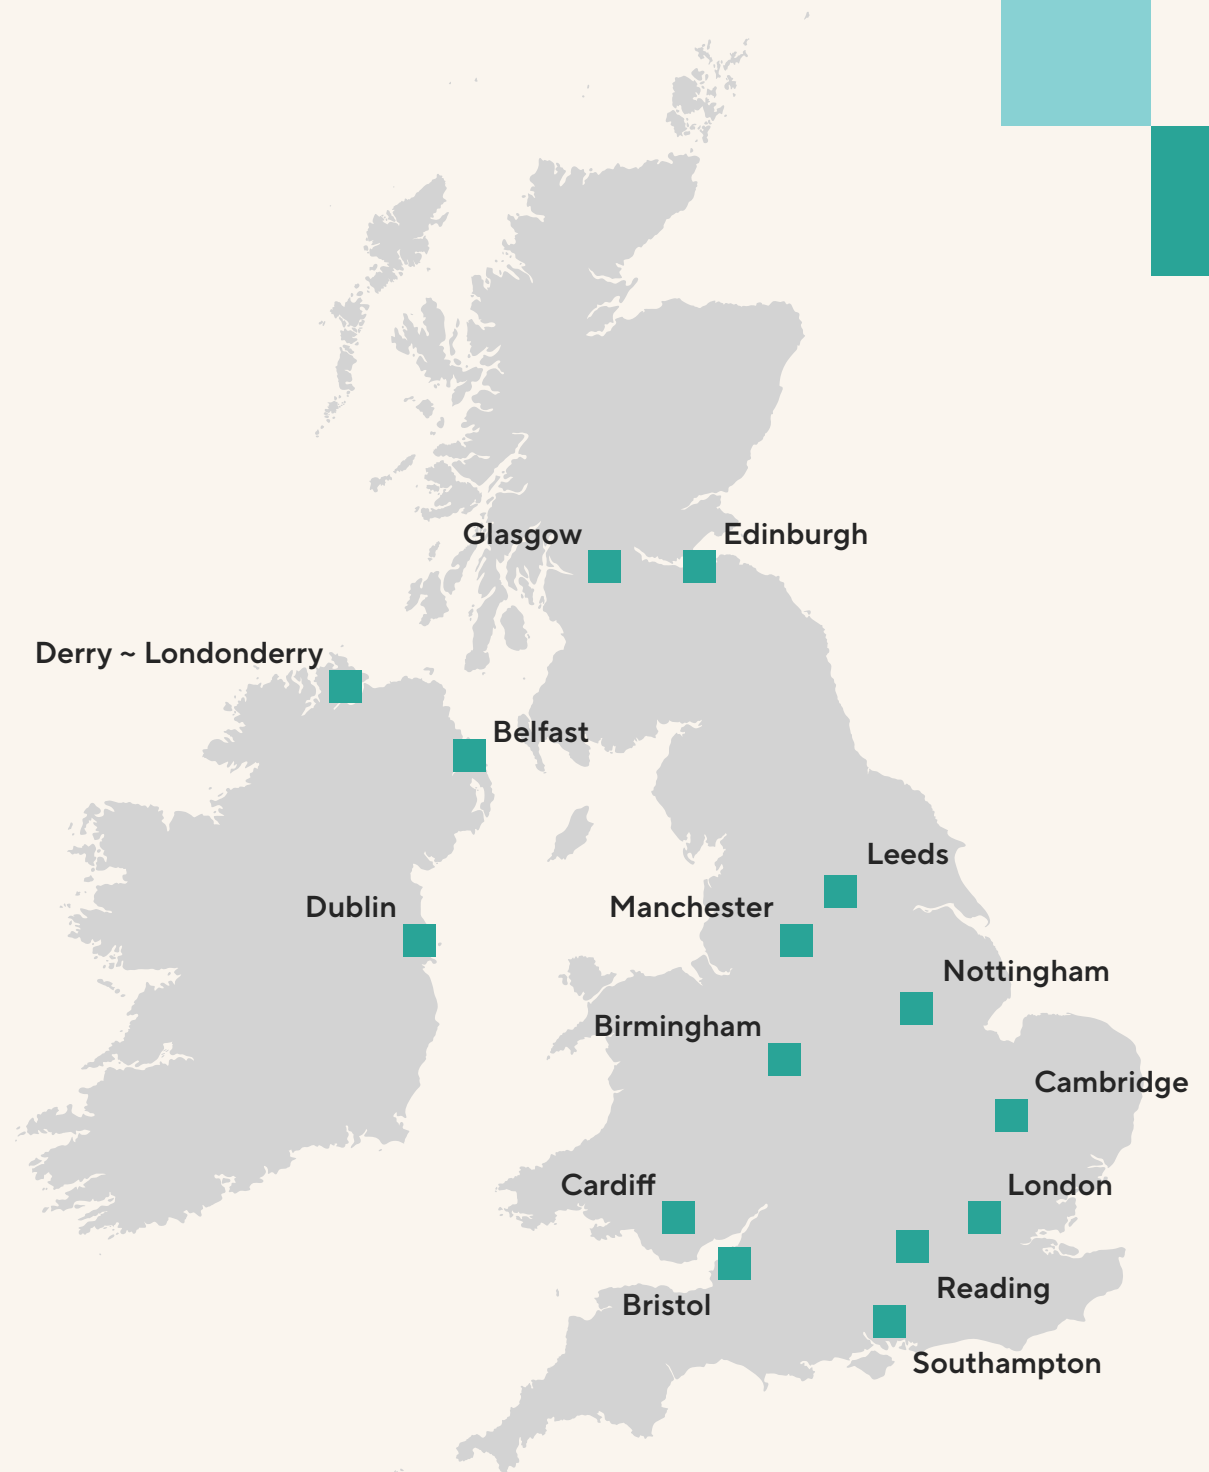 Glasgow
Edinburgh
Derry ~ Londonderry
Belfast
Leeds
Dublin
Manchester
Nottingham
Birmingham
Cambridge
Cardiff
London
Reading
Bristol
Southampton